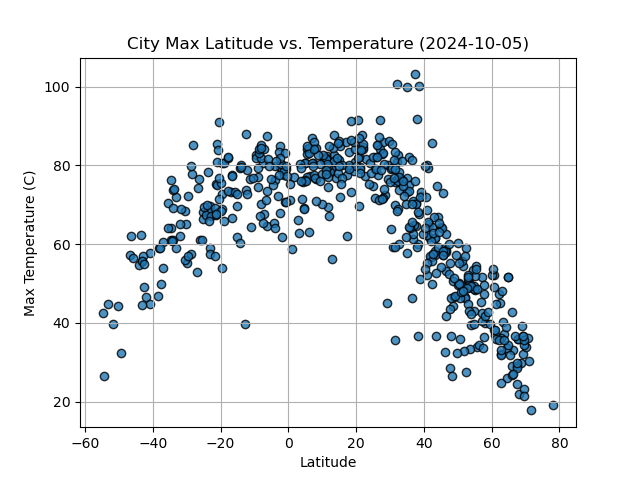 City Max Latitude vs. Temperature (2024-10-05)
Max Temperature (C)
100
80
60
40
20
−60 −40 −20 0 20 40 60 80
Latitude